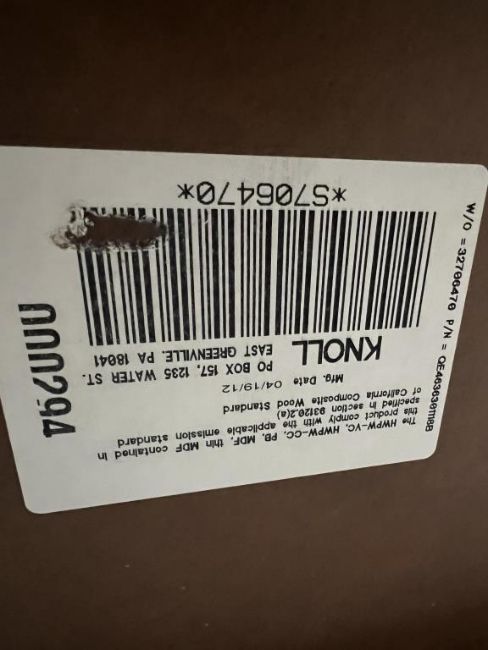 The HWPW-VC. HWPW-CC. PB. MDF. thin MDF contained in
this product comply with the applicable emission standard
specified in section 93120.2(a)
of California Composite Wood Standard
Mfg. Date 04/19/12
KNOLL
PO BOX 157, 1235 WATER ST.
EAST GREENVILLE. PA 18041
*S706470*
W/O =32706470 P/N =